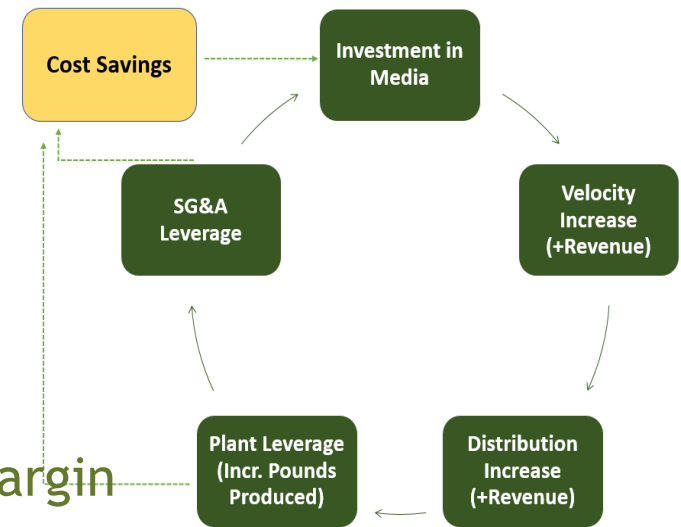 Cost Savings
Investment in
Media
Velocity
Increase
(+Revenue)
SG&A
Leverage
Plant Leverage
(Incr. Pounds
Produced)
Distribution
Increase
(+Revenue)
argin